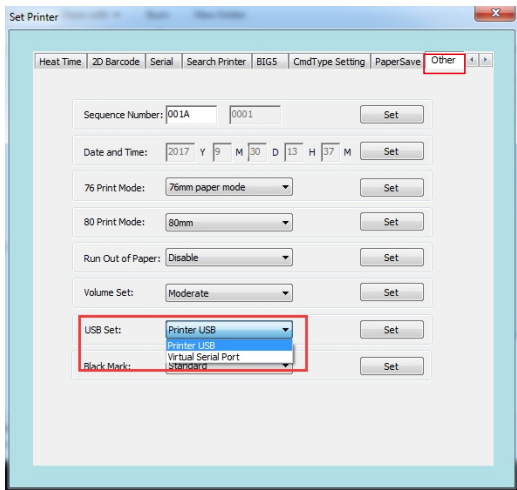 Set Printer
Heat Time 2D Barcode Serial Search Printer BIG5 CmdType Setting PaperSave Other
Sequence Number: 001A 0001 Set
Date and Time: 2017 Y 9 M 30 D 13 H 37 M Set
76 Print Mode: 76mm paper mode Set
80 Print Mode: 80mm Set
Run Out of Paper: Disable Set
Volume Set: Moderate Set
USB Set: Printer USB Set
Printer USB
Virtual Serial Port
Black Mark: Standard Set